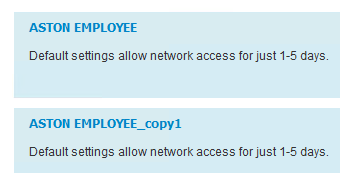 ASTON EMPLOYEE
Default settings allow network access for just 1-5 days.
ASTON EMPLOYEE_copy1
Default settings allow network access for just 1-5 days.